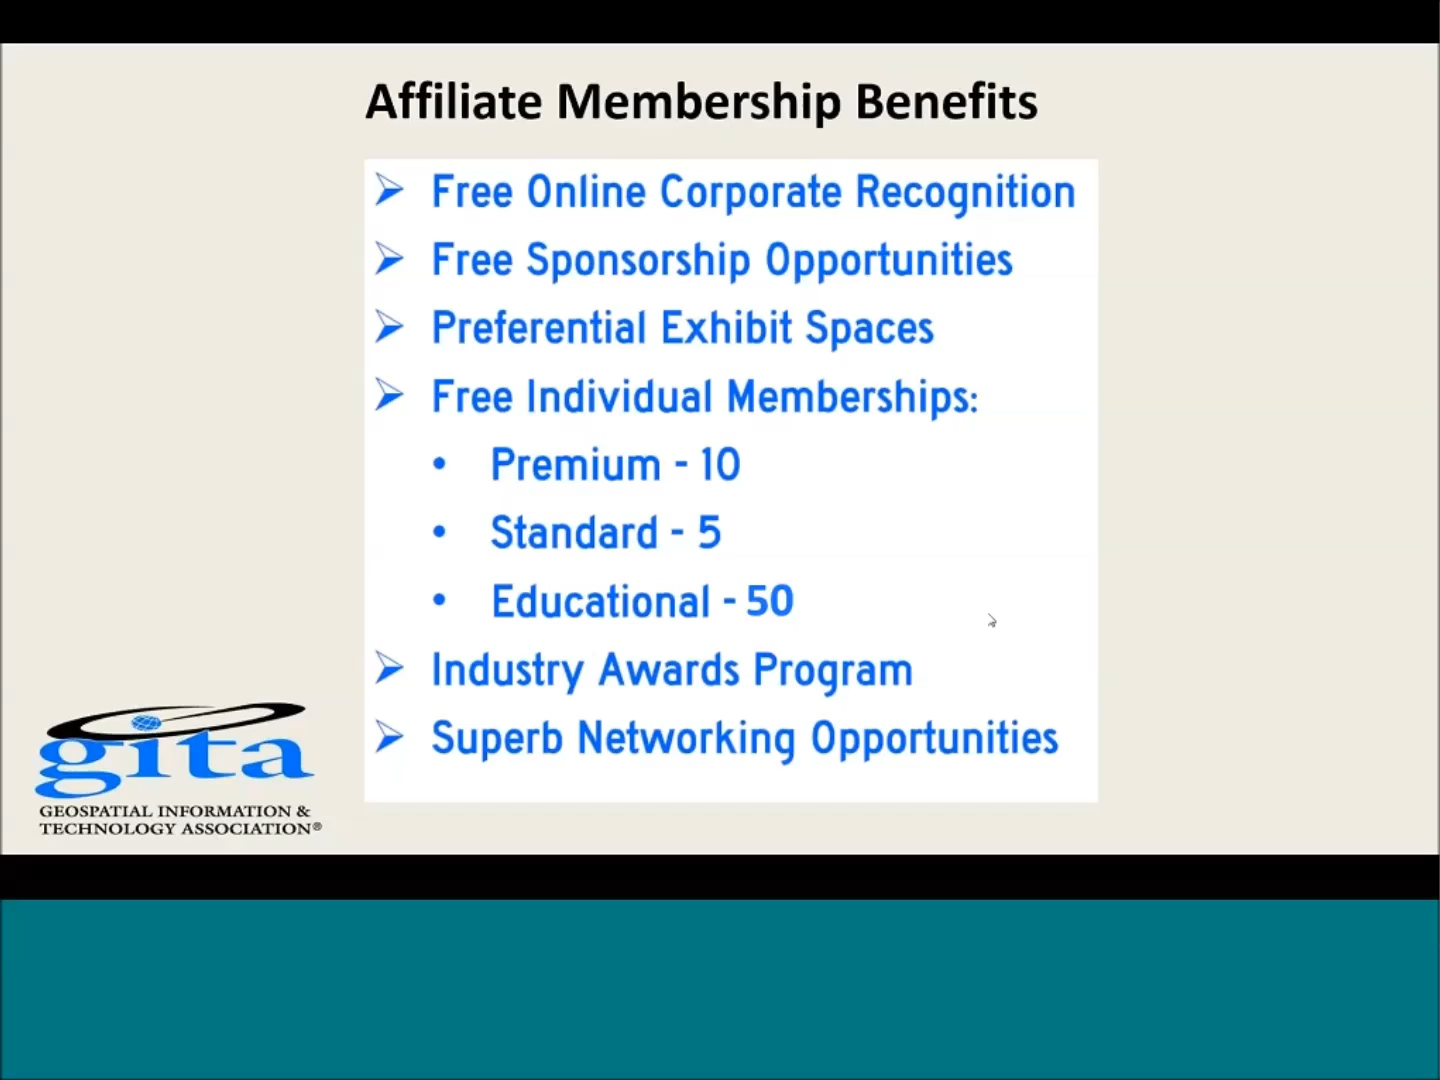 Affiliate Membership Benefits
➢ Free Online Corporate Recognition
➢ Free Sponsorship Opportunities
➢ Preferential Exhibit Spaces
➢ Free Individual Memberships:
• Premium - 10
• Standard - 5
• Educational - 50
➢ Industry Awards Program
➢ Superb Networking Opportunities
gita
GEOSPATIAL INFORMATION &
TECHNOLOGY ASSOCIATION®